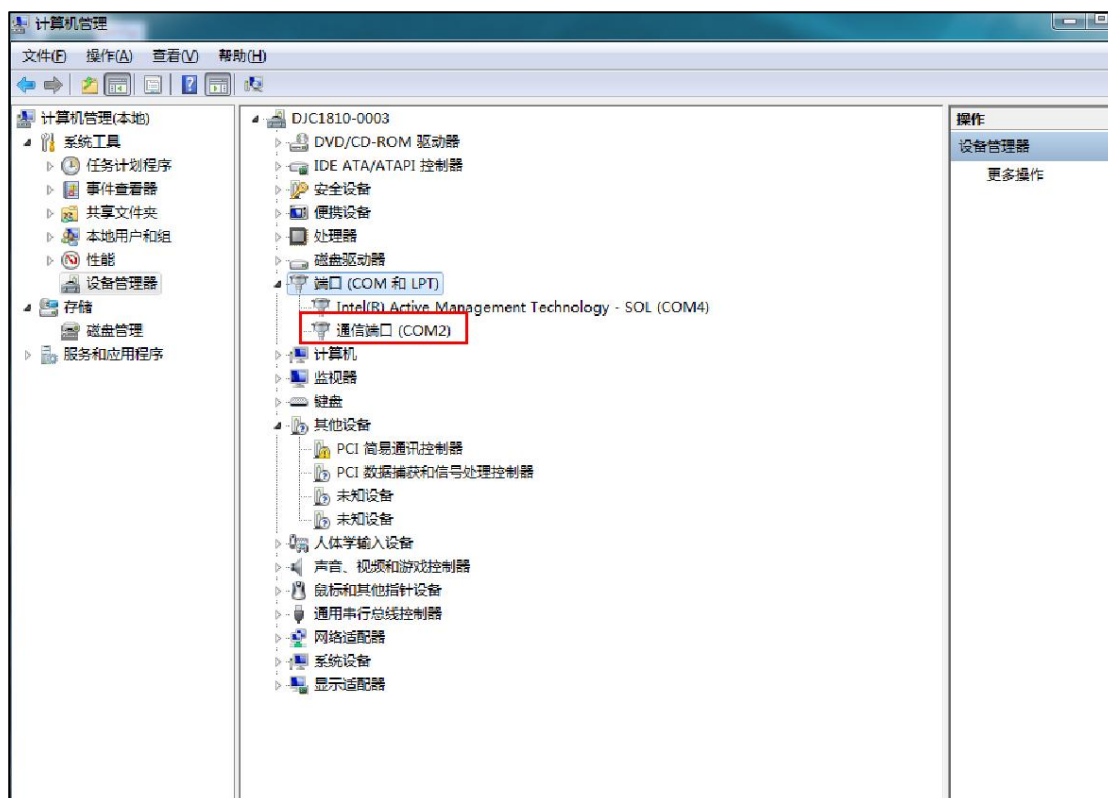 计算机管理
文件(F) 操作(A) 查看(V) 帮助(H)
计算机管理(本地)
系统工具
任务计划程序
事件查看器
共享文件夹
本地用户和组
性能
设备管理器
存储
磁盘管理
服务和应用程序
DJC1810-0003
DVD/CD-ROM 驱动器
IDE ATA/ATAPI 控制器
安全设备
便携设备
处理器
磁盘驱动器
端口 (COM 和 LPT)
Intel(R) Active Management Technology - SOL (COM4)
通信端口 (COM2)
计算机
监视器
键盘
其他设备
PCI 简易通讯控制器
PCI 数据捕获和信号处理控制器
未知设备
未知设备
人体学输入设备
声音、视频和游戏控制器
鼠标和其他指针设备
通用串行总线控制器
网络适配器
系统设备
显示适配器
操作
设备管理器
更多操作